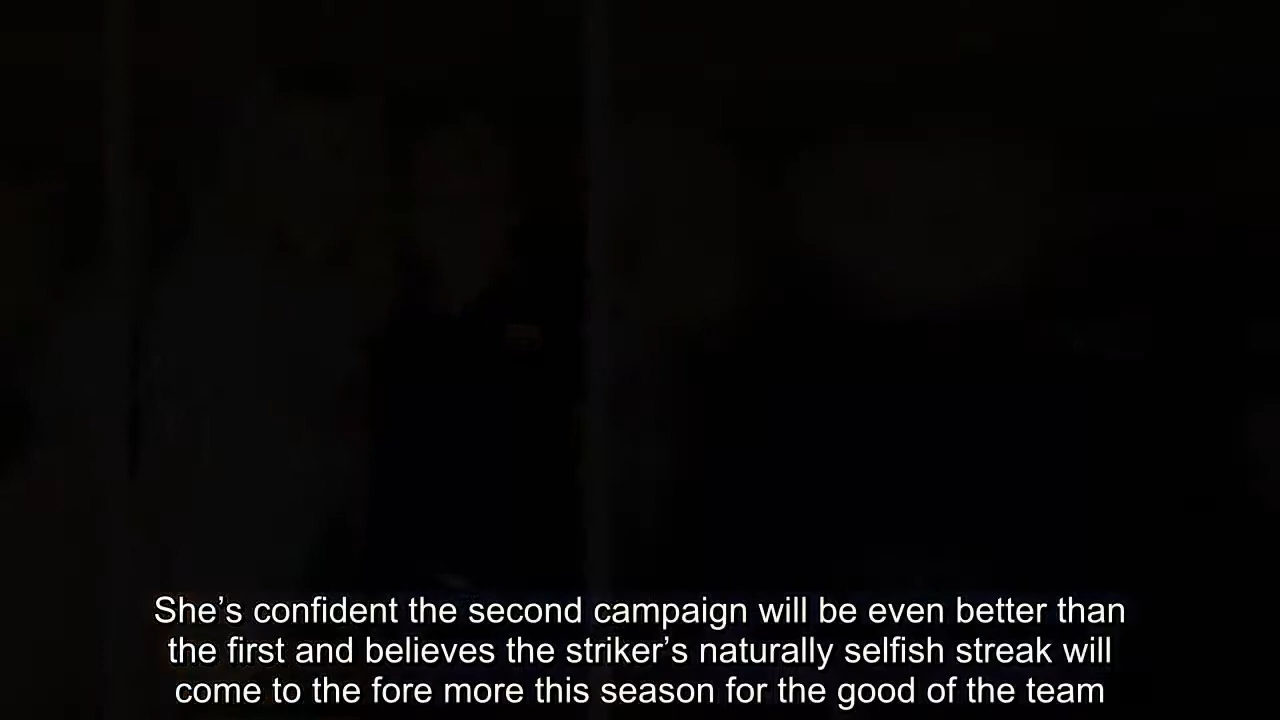 She’s confident the second campaign will be even better than
the first and believes the striker’s naturally selfish streak will
come to the fore more this season for the good of the team